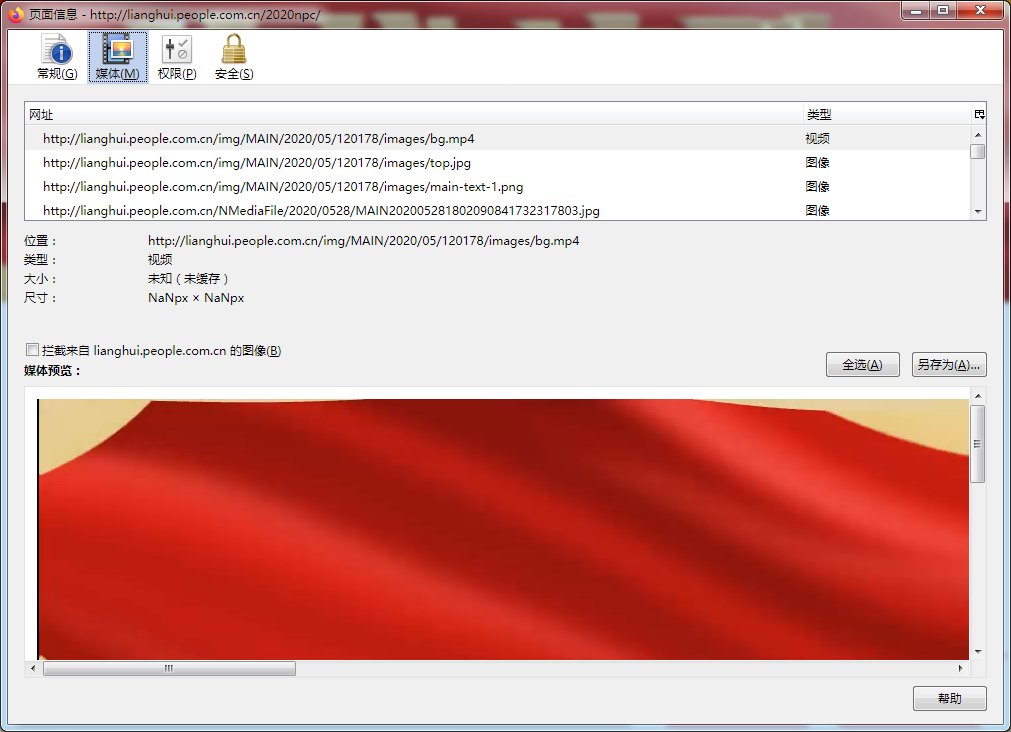 页面信息 - http://lianghui.people.com.cn/2020npc/
常规(G) 媒体(M) 权限(P) 安全(S)
网址 类型
http://lianghui.people.com.cn/img/MAIN/2020/05/120178/images/bg.mp4 视频
http://lianghui.people.com.cn/img/MAIN/2020/05/120178/images/top.jpg 图像
http://lianghui.people.com.cn/img/MAIN/2020/05/120178/images/main-text-1.png 图像
http://lianghui.people.com.cn/NMediaFile/2020/0528/MAIN202005281802090841732317803.jpg 图像
位置： http://lianghui.people.com.cn/img/MAIN/2020/05/120178/images/bg.mp4
类型： 视频
大小： 未知（未缓存）
尺寸： NaNpx × NaNpx
拦截来自 lianghui.people.com.cn 的图像(B)
媒体预览： 全选(A) 另存为(A)...
帮助